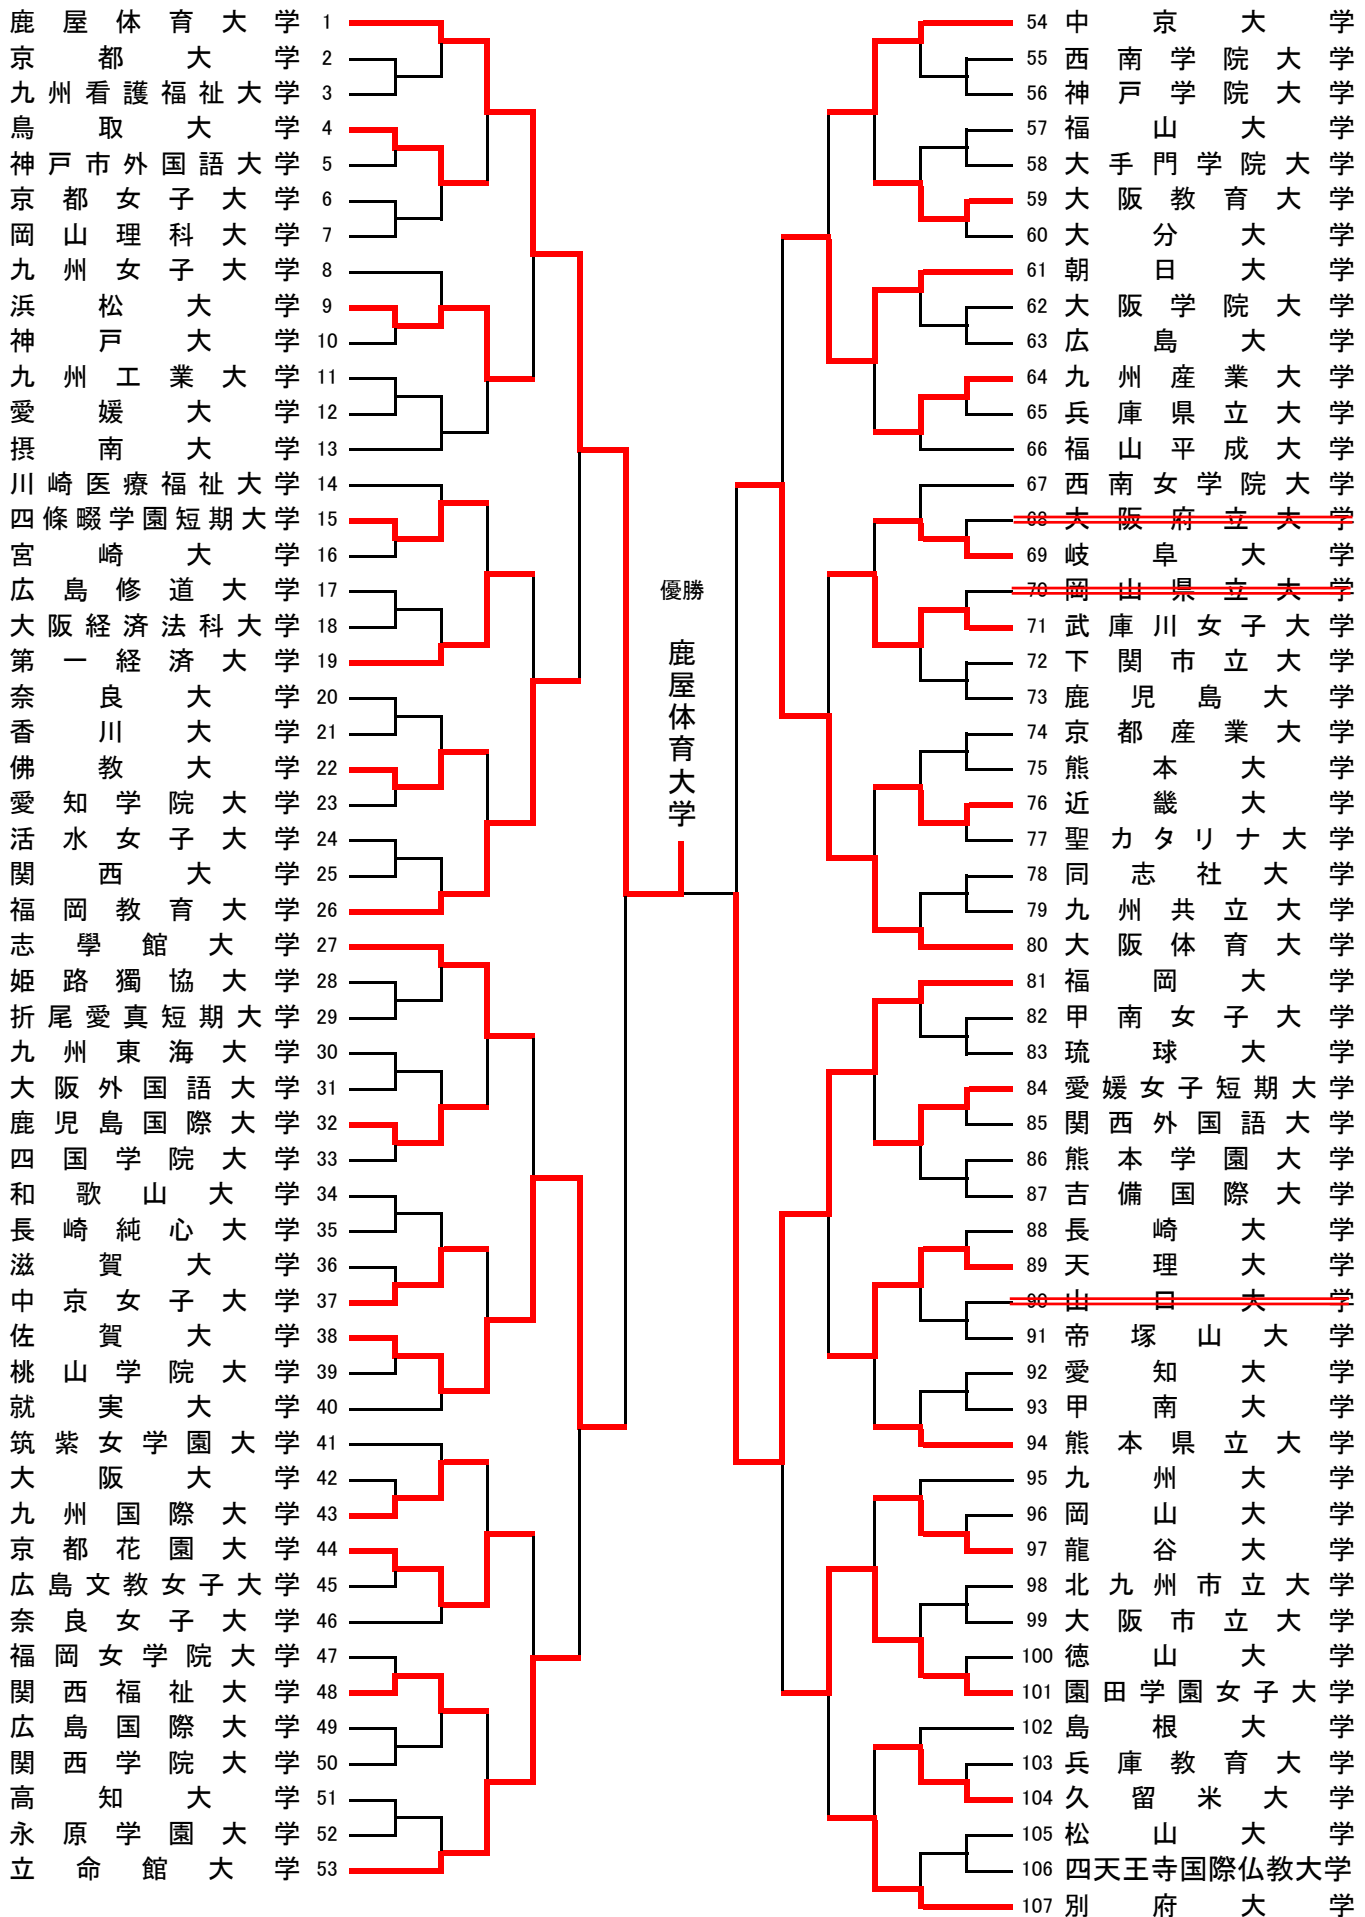 鹿屋体育大学 1
京都大学 2
九州看護福祉大学 3
鳥取大学 4
神戸市外国語大学 5
京都女子大学 6
岡山理科大学 7
九州女子大学 8
浜松大学 9
神戸大学 10
九州工業大学 11
愛媛大学 12
摂南大学 13
川崎医療福祉大学 14
四條畷学園短期大学 15
宮崎大学 16
広島修道大学 17
大阪経済法科大学 18
第一経済大学 19
奈良大学 20
香川大学 21
佛教大学 22
愛知学院大学 23
活水女子大学 24
関西大学 25
福岡教育大学 26
志學館大学 27
姫路獨協大学 28
折尾愛真短期大学 29
九州東海大学 30
大阪外国語大学 31
鹿児島国際大学 32
四国学院大学 33
和歌山大学 34
長崎純心大学 35
滋賀大学 36
中京女子大学 37
佐賀大学 38
桃山学院大学 39
就実大学 40
筑紫女学園大学 41
大阪大学 42
九州国際大学 43
京都花園大学 44
広島文教女子大学 45
奈良女子大学 46
福岡女学院大学 47
関西福祉大学 48
広島国際大学 49
関西学院大学 50
高知大学 51
永原学園大学 52
立命館大学 53
優勝
鹿屋体育大学
54 中京大学
55 西南学院大学
56 神戸学院大学
57 福山大学
58 大手門学院大学
59 大阪教育大学
60 大分大学
61 朝日大学
62 大阪学院大学
63 広島大学
64 九州産業大学
65 兵庫県立大学
66 福山平成大学
67 西南女学院大学
68 大阪府立大学
69 岐阜大学
70 岡山県立大学
71 武庫川女子大学
72 下関市立大学
73 鹿児島大学
74 京都産業大学
75 熊本大学
76 近畿大学
77 聖カタリナ大学
78 同志社大学
79 九州共立大学
80 大阪体育大学
81 福岡大学
82 甲南女子大学
83 琉球大学
84 愛媛女子短期大学
85 関西外国語大学
86 熊本学園大学
87 吉備国際大学
88 長崎大学
89 天理大学
90 山口大学
91 帝塚山大学
92 愛知大学
93 甲南大学
94 熊本県立大学
95 九州大学
96 岡山大学
97 龍谷大学
98 北九州市立大学
99 大阪市立大学
100 徳山大学
101 園田学園女子大学
102 島根大学
103 兵庫教育大学
104 久留米大学
105 松山大学
106 四天王寺国際仏教大学
107 別府大学